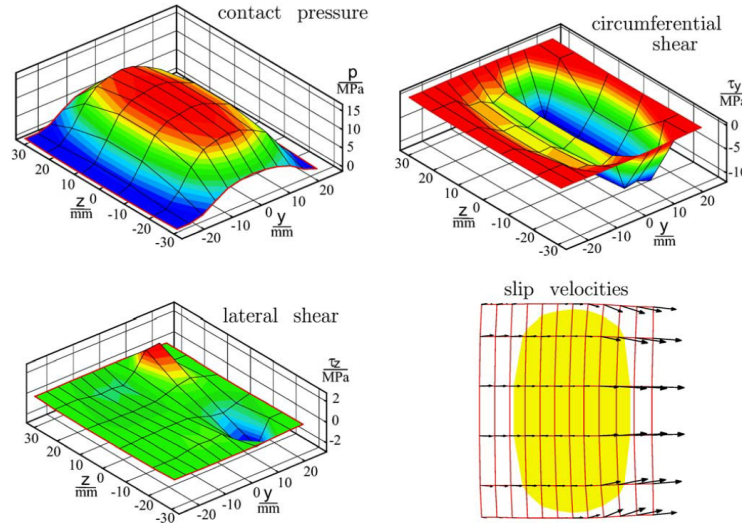 contact pressure
p
MPa
15
10
5
0
30
20
10
0
-10
-20
-30
z
mm
-20
-10
0
10
20
y
mm
circumferential
shear
τy
MPa
0
-5
-10
30
20
10
0
-10
-20
-30
z
mm
-20
-10
0
10
20
y
mm
lateral shear
τz
MPa
2
0
-2
30
20
10
0
-10
-20
-30
z
mm
-20
-10
0
10
20
y
mm
slip velocities